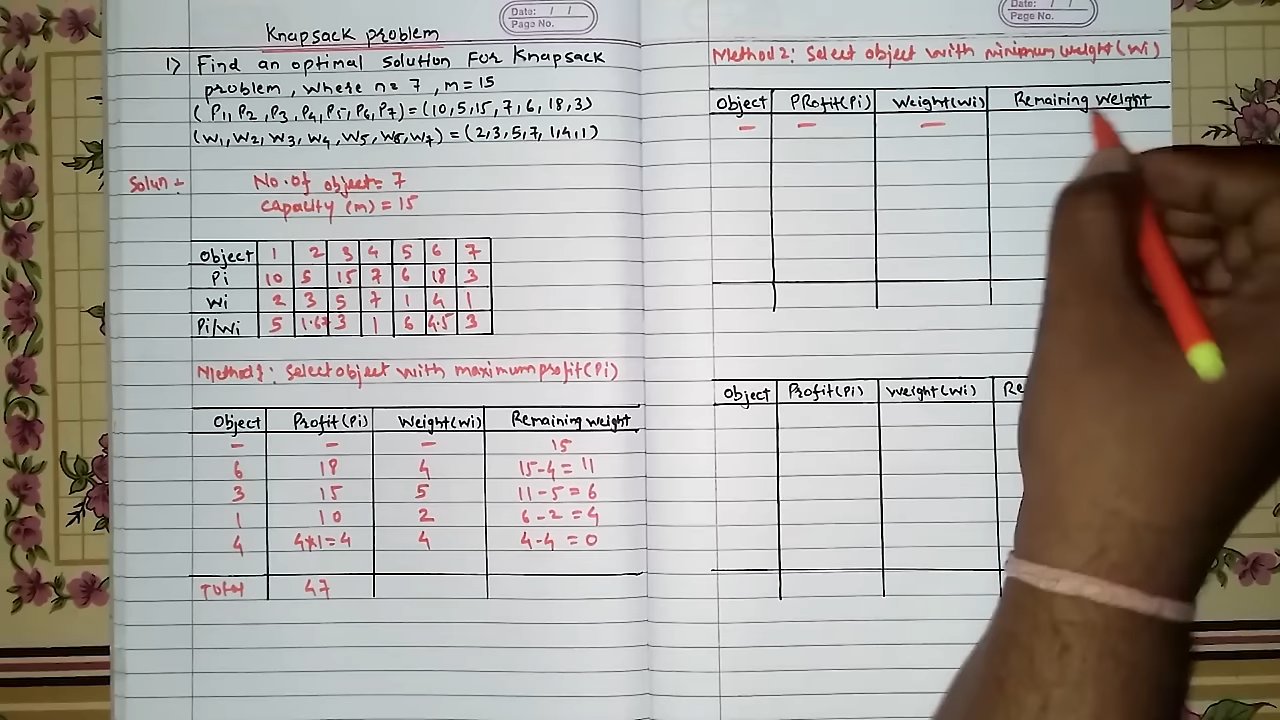 Date: / /
Page No.
Knapsack problem
1) Find an optimal solution For Knapsack
problem, where n= 7, m=15
(P1,P2,P3,P4,P5,P6,P7) = (10,5,15,7,6,18,3)
(W1,W2,W3,W4,W5,W6,W7) = (2,3,5,7,1,4,1)
Solun:-
No.of object= 7
capacity (m) = 15
Object 1 2 3 4 5 6 7
Pi 10 5 15 7 6 18 3
Wi 2 3 5 7 1 4 1
Pi/Wi 5 1.67 3 1 6 4.5 3
Method1: Select object with maximum profit(Pi)
Object Profit(Pi) Weight(Wi) Remaining weight
- - - 15
6 18 4 15-4=11
3 15 5 11-5=6
1 10 2 6-2=4
4 4*1=4 4 4-4=0
Total 47
Date: / /
Page No.
Method 2: Select object with minimum weight(Wi)
Object PRofit(Pi) Weight(Wi) Remaining weight
- - -
Object Profit(Pi) Weight(Wi) Re